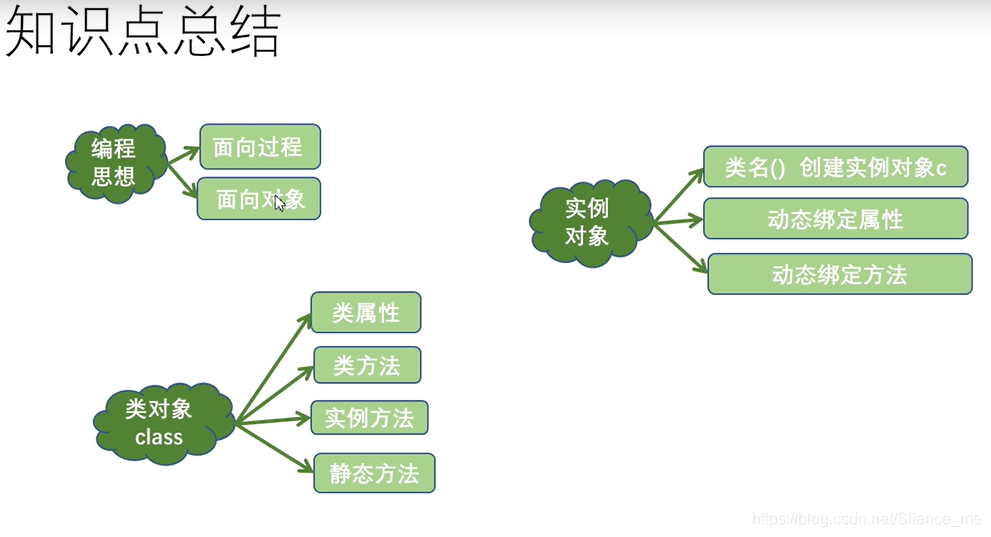 知识点总结
编程
思想
面向过程
面向对象
实例
对象
类名() 创建实例对象c
动态绑定属性
动态绑定方法
类对象
class
类属性
类方法
实例方法
静态方法
https://blog.csdn.net/Slience_me